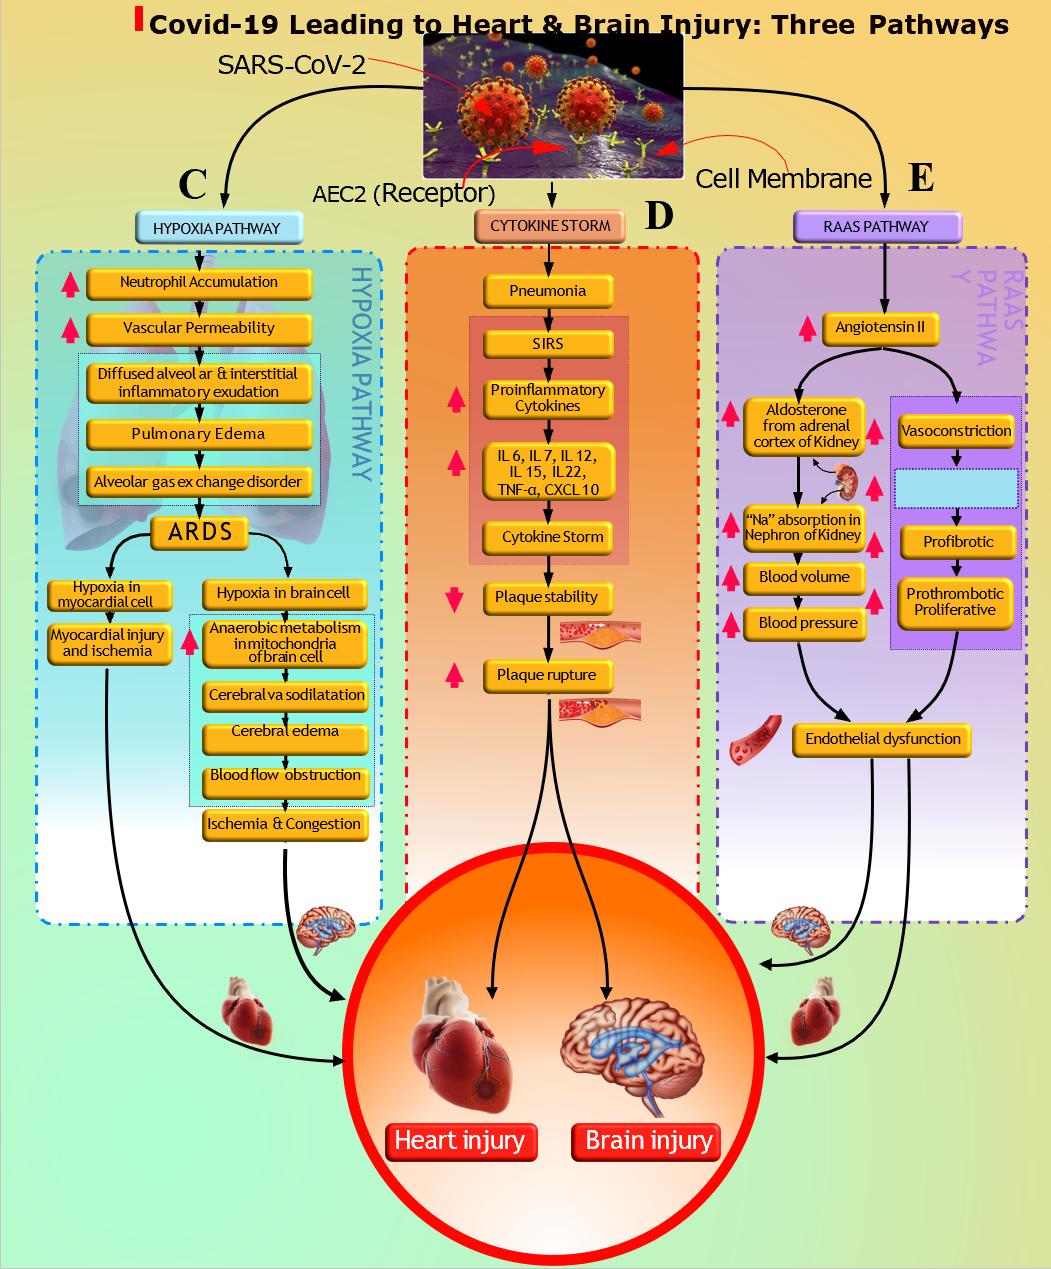 Covid-19 Leading to Heart & Brain Injury: Three Pathways
SARS-CoV-2
AEC2 (Receptor)
Cell Membrane
C
D
E
HYPOXIA PATHWAY
HYPOXIA PATHWAY
Neutrophil Accumulation
Vascular Permeability
Diffused alveolar & interstitial
inflammatory exudation
Pulmonary Edema
Alveolar gas ex change disorder
ARDS
Hypoxia in
myocardial cell
Myocardial injury
and ischemia
Hypoxia in brain cell
Anaerobic metabolism
in mitochondria
of brain cell
Cerebral va sodilatation
Cerebral edema
Blood flow obstruction
Ischemia & Congestion
CYTOKINE STORM
Pneumonia
SIRS
Proinflammatory
Cytokines
IL 6, IL 7, IL 12,
IL 15, IL22,
TNF-α, CXCL 10
Cytokine Storm
Plaque stability
Plaque rupture
RAAS PATHWAY
RAAS
PATHWA
Y
Angiotensin II
Aldosterone
from adrenal
cortex of Kidney
“Na” absorption in
Nephron of Kidney
Blood volume
Blood pressure
Vasoconstriction
Profibrotic
Prothrombotic
Proliferative
Endothelial dysfunction
Heart injury
Brain injury